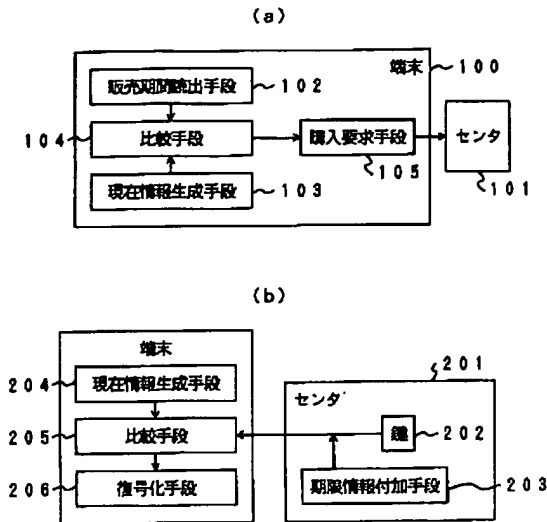 (a)
端末 100
販売期間読出手段 102
104 比較手段
購入要求手段 105
センタ 101
現在情報生成手段 103
(b)
端末
204 現在情報生成手段
205 比較手段
206 復号化手段
201
センタ
鍵 202
期限情報付加手段 203